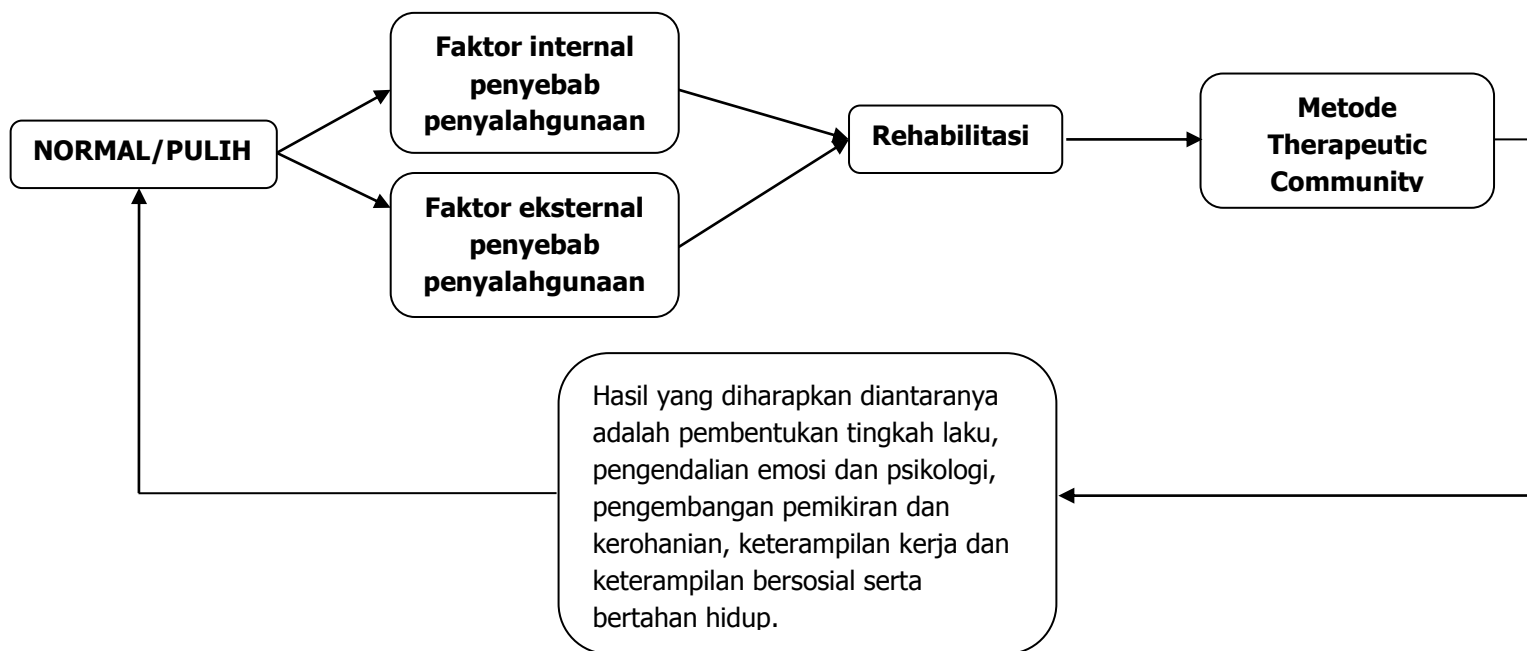 NORMAL/PULIH
Faktor internal
penyebab
penyalahgunaan
Faktor eksternal
penyebab
penyalahgunaan
Rehabilitasi
Metode
Therapeutic
Community
Hasil yang diharapkan diantaranya
adalah pembentukan tingkah laku,
pengendalian emosi dan psikologi,
pengembangan pemikiran dan
kerohanian, keterampilan kerja dan
keterampilan bersosial serta
bertahan hidup.